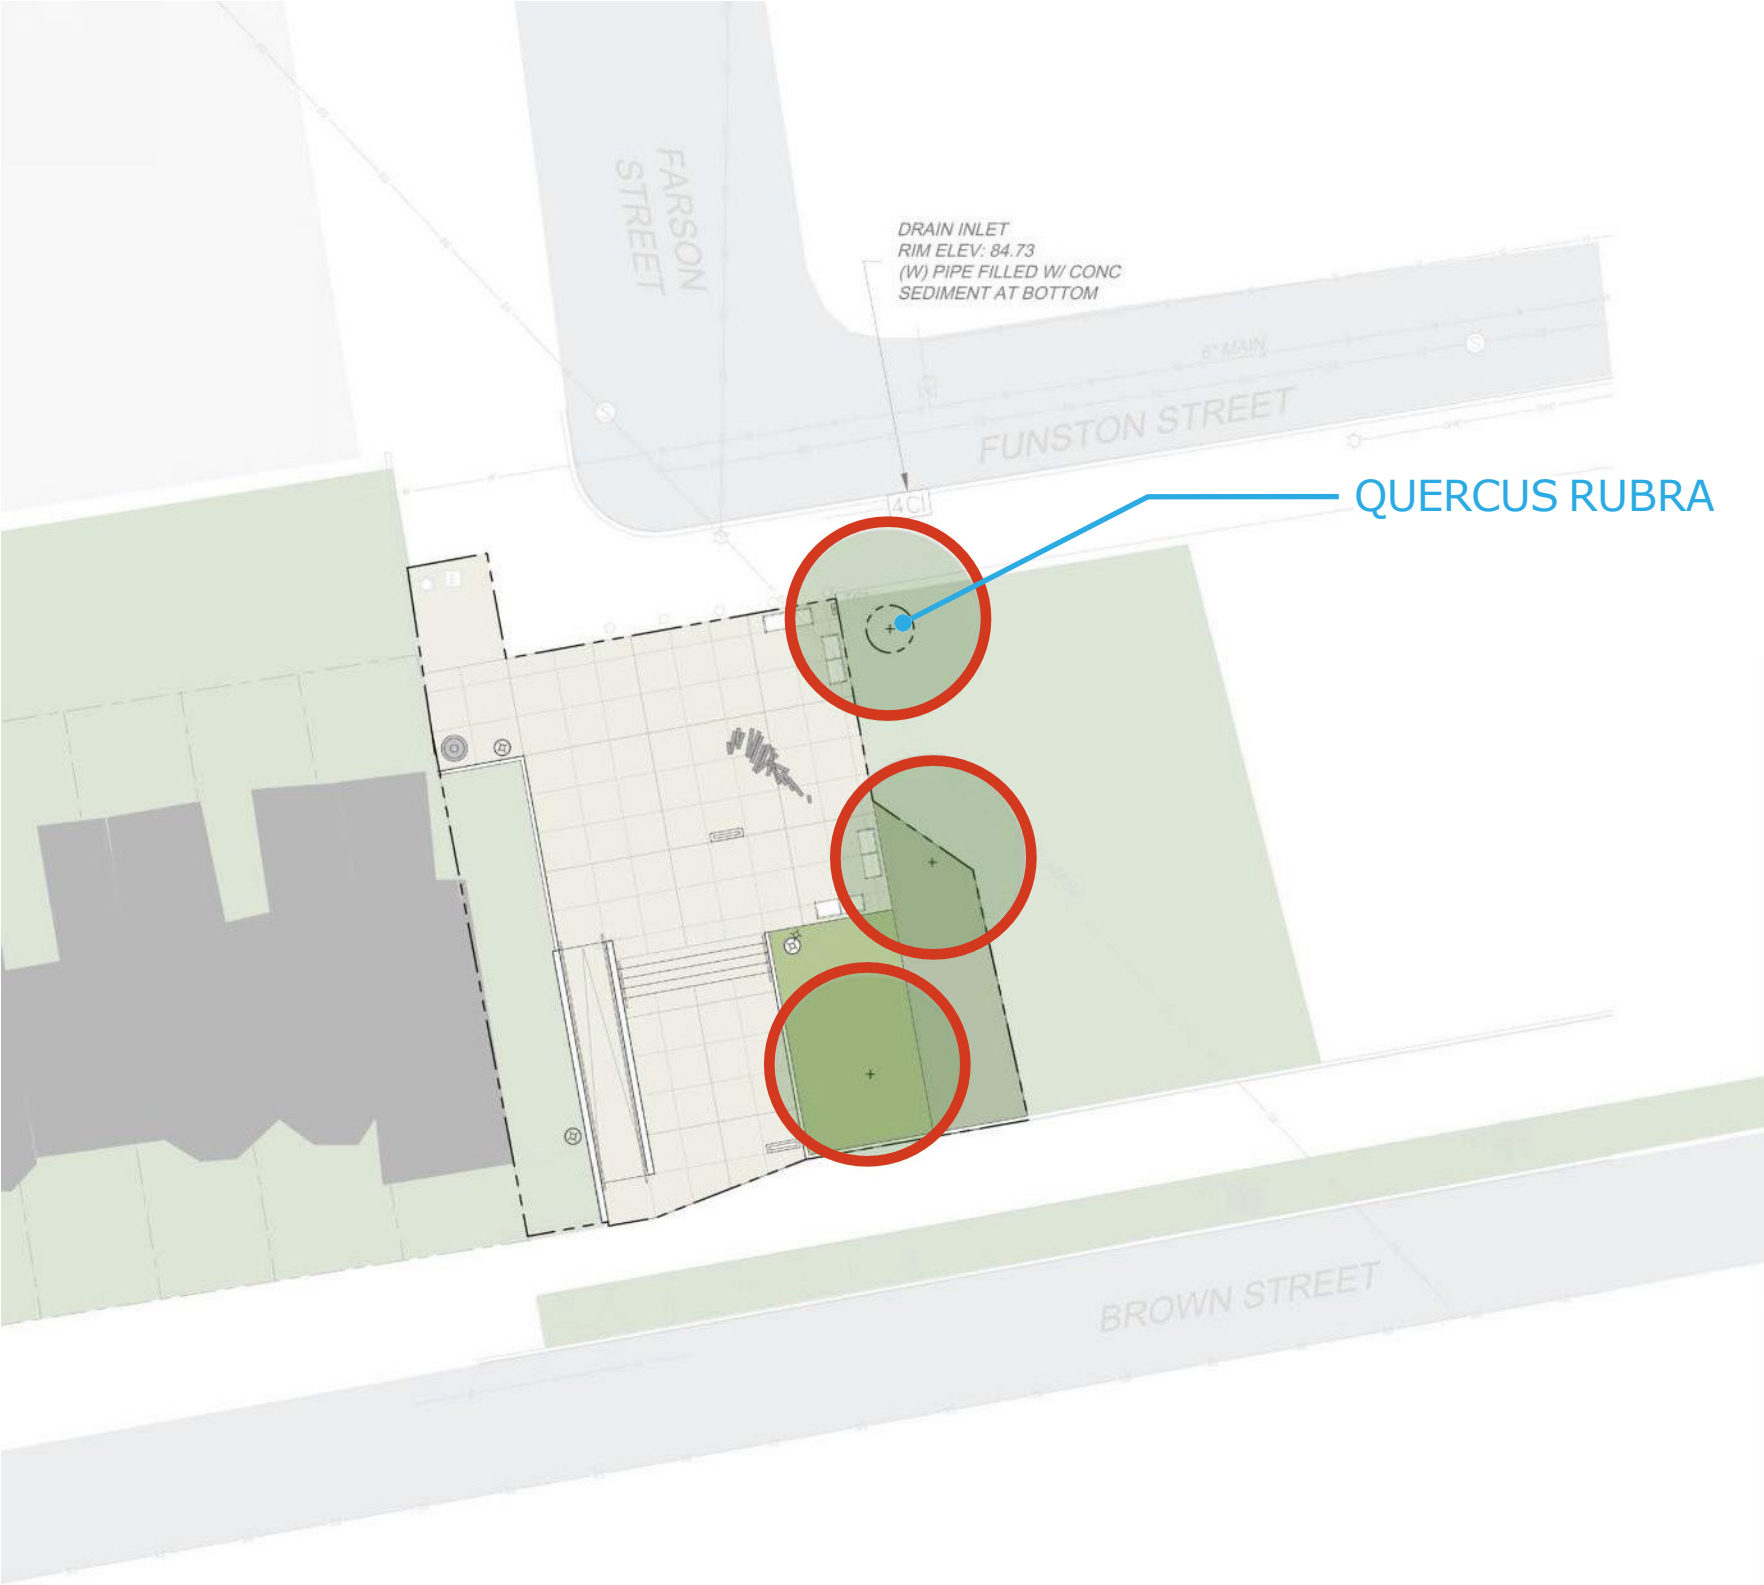 FARSON
STREET
DRAIN INLET
RIM ELEV: 84.73
(W) PIPE FILLED W/ CONC
SEDIMENT AT BOTTOM
6" MAIN
FUNSTON STREET
S
S
4CI
QUERCUS RUBRA
BROWN STREET